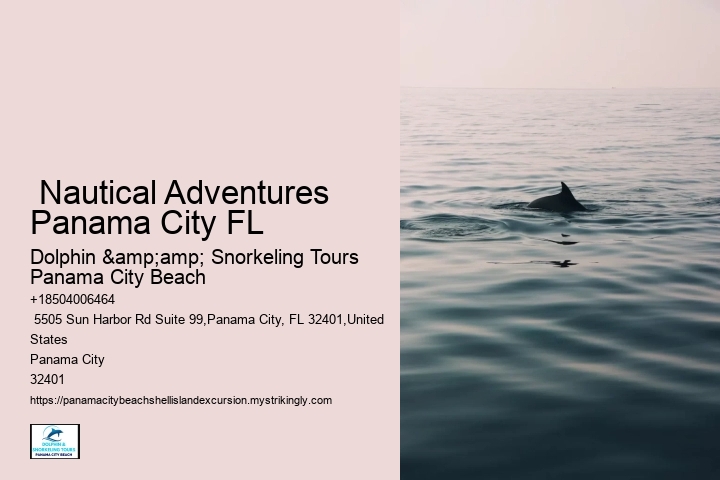 Nautical Adventures
Panama City FL
Dolphin &amp;amp; Snorkeling Tours
Panama City Beach
+18504006464
5505 Sun Harbor Rd Suite 99,Panama City, FL 32401,United
States
Panama City
32401
https://panamacitybeachshellislandexcursion.mystrikingly.com
DOLPHIN &
SNORKELING TOURS
PANAMA CITY BEACH